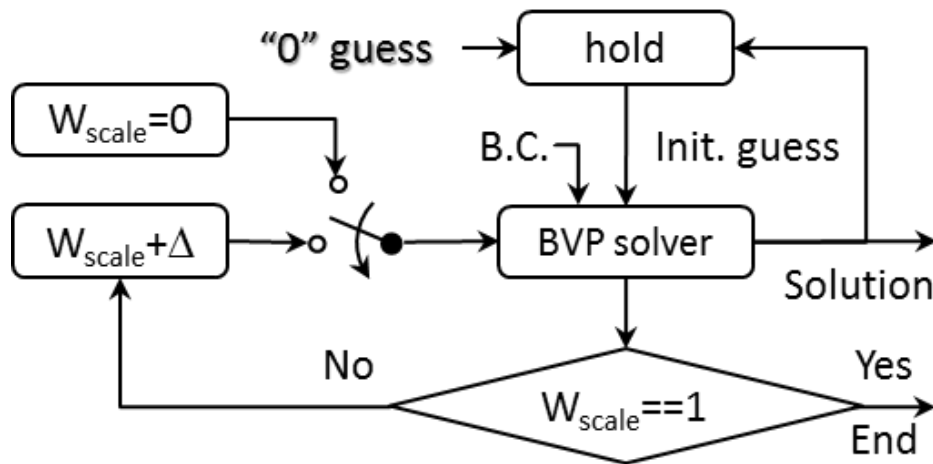 “0” guess
hold
W_scale=0
B.C.
Init. guess
W_scale+Δ
BVP solver
Solution
No
Yes
W_scale==1
End